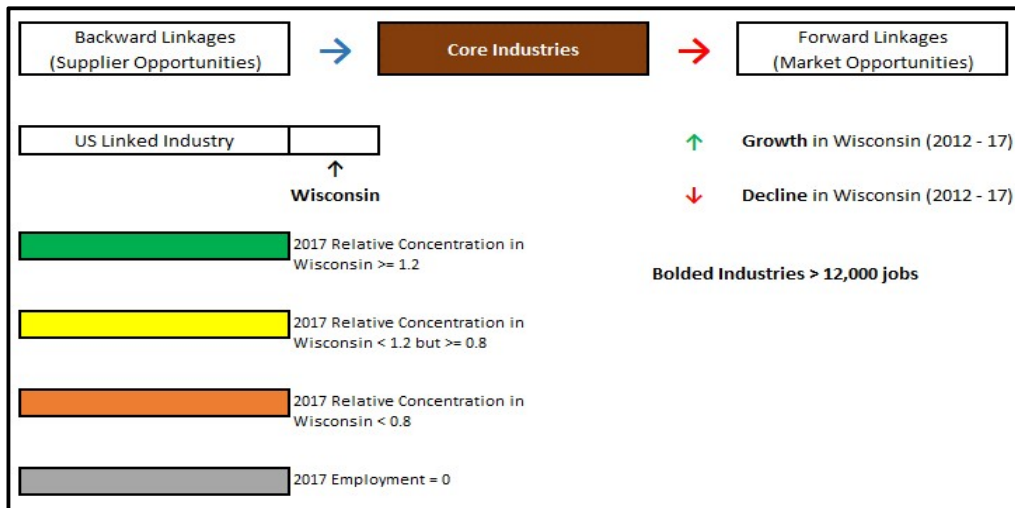 Backward Linkages
(Supplier Opportunities)
→
Core Industries
→
Forward Linkages
(Market Opportunities)
US Linked Industry
↑
Wisconsin
↑ Growth in Wisconsin (2012 - 17)
↓ Decline in Wisconsin (2012 - 17)
2017 Relative Concentration in
Wisconsin >= 1.2
Bolded Industries > 12,000 jobs
2017 Relative Concentration in
Wisconsin < 1.2 but >= 0.8
2017 Relative Concentration in
Wisconsin < 0.8
2017 Employment = 0